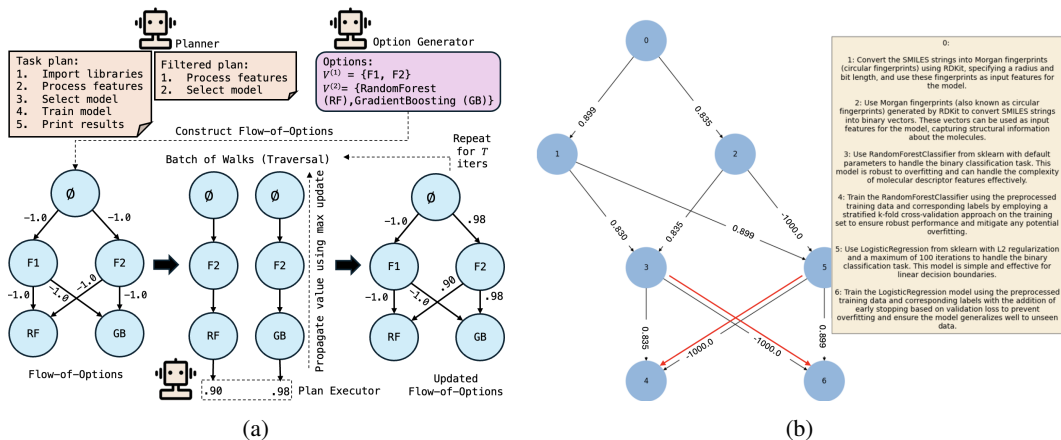 Planner
Option Generator
Task plan:
1. Import libraries
2. Process features
3. Select model
4. Train model
5. Print results
Filtered plan:
1. Process features
2. Select model
Options:
V⁽¹⁾ = {F1, F2}
V⁽²⁾= {RandomForest
(RF),GradientBoosting (GB)}
Construct Flow-of-Options
Batch of Walks (Traversal)
Repeat
for T
iters
Propagate value using max update
Ø
-1.0
-1.0
F1
F2
-1.0
-1.0
-1.0
-1.0
RF
GB
Flow-of-Options
Ø
Ø
F2
F2
RF
GB
.90
.98
Plan Executor
Ø
-1.0
.98
F1
F2
-1.0
-1.0
.90
.98
RF
GB
Updated
Flow-of-Options
(a)
0
0.899
0.835
1
2
0.830
0.835
0.899
-1000.0
3
5
0.835
-1000.0
-1000.0
0.899
4
6
0:
1: Convert the SMILES strings into Morgan fingerprints
(circular fingerprints) using RDKit, specifying a radius and
bit length, and use these fingerprints as input features for
the model.
2: Use Morgan fingerprints (also known as circular
fingerprints) generated by RDKit to convert SMILES strings
into binary vectors. These vectors can be used as input
features for the model, capturing structural information
about the molecules.
3: Use RandomForestClassifier from sklearn with default
parameters to handle the binary classification task. This
model is robust to overfitting and can handle the complexity
of molecular descriptor features effectively.
4: Train the RandomForestClassifier using the preprocessed
training data and corresponding labels by employing a
stratified k-fold cross-validation approach on the training
set to ensure robust performance and mitigate any potential
overfitting.
5: Use LogisticRegression from sklearn with L2 regularization
and a maximum of 100 iterations to handle the binary
classification task. This model is simple and effective for
linear decision boundaries.
6: Train the LogisticRegression model using the preprocessed
training data and corresponding labels with the addition of
early stopping based on validation loss to prevent
overfitting and ensure the model generalizes well to unseen
data.
(b)